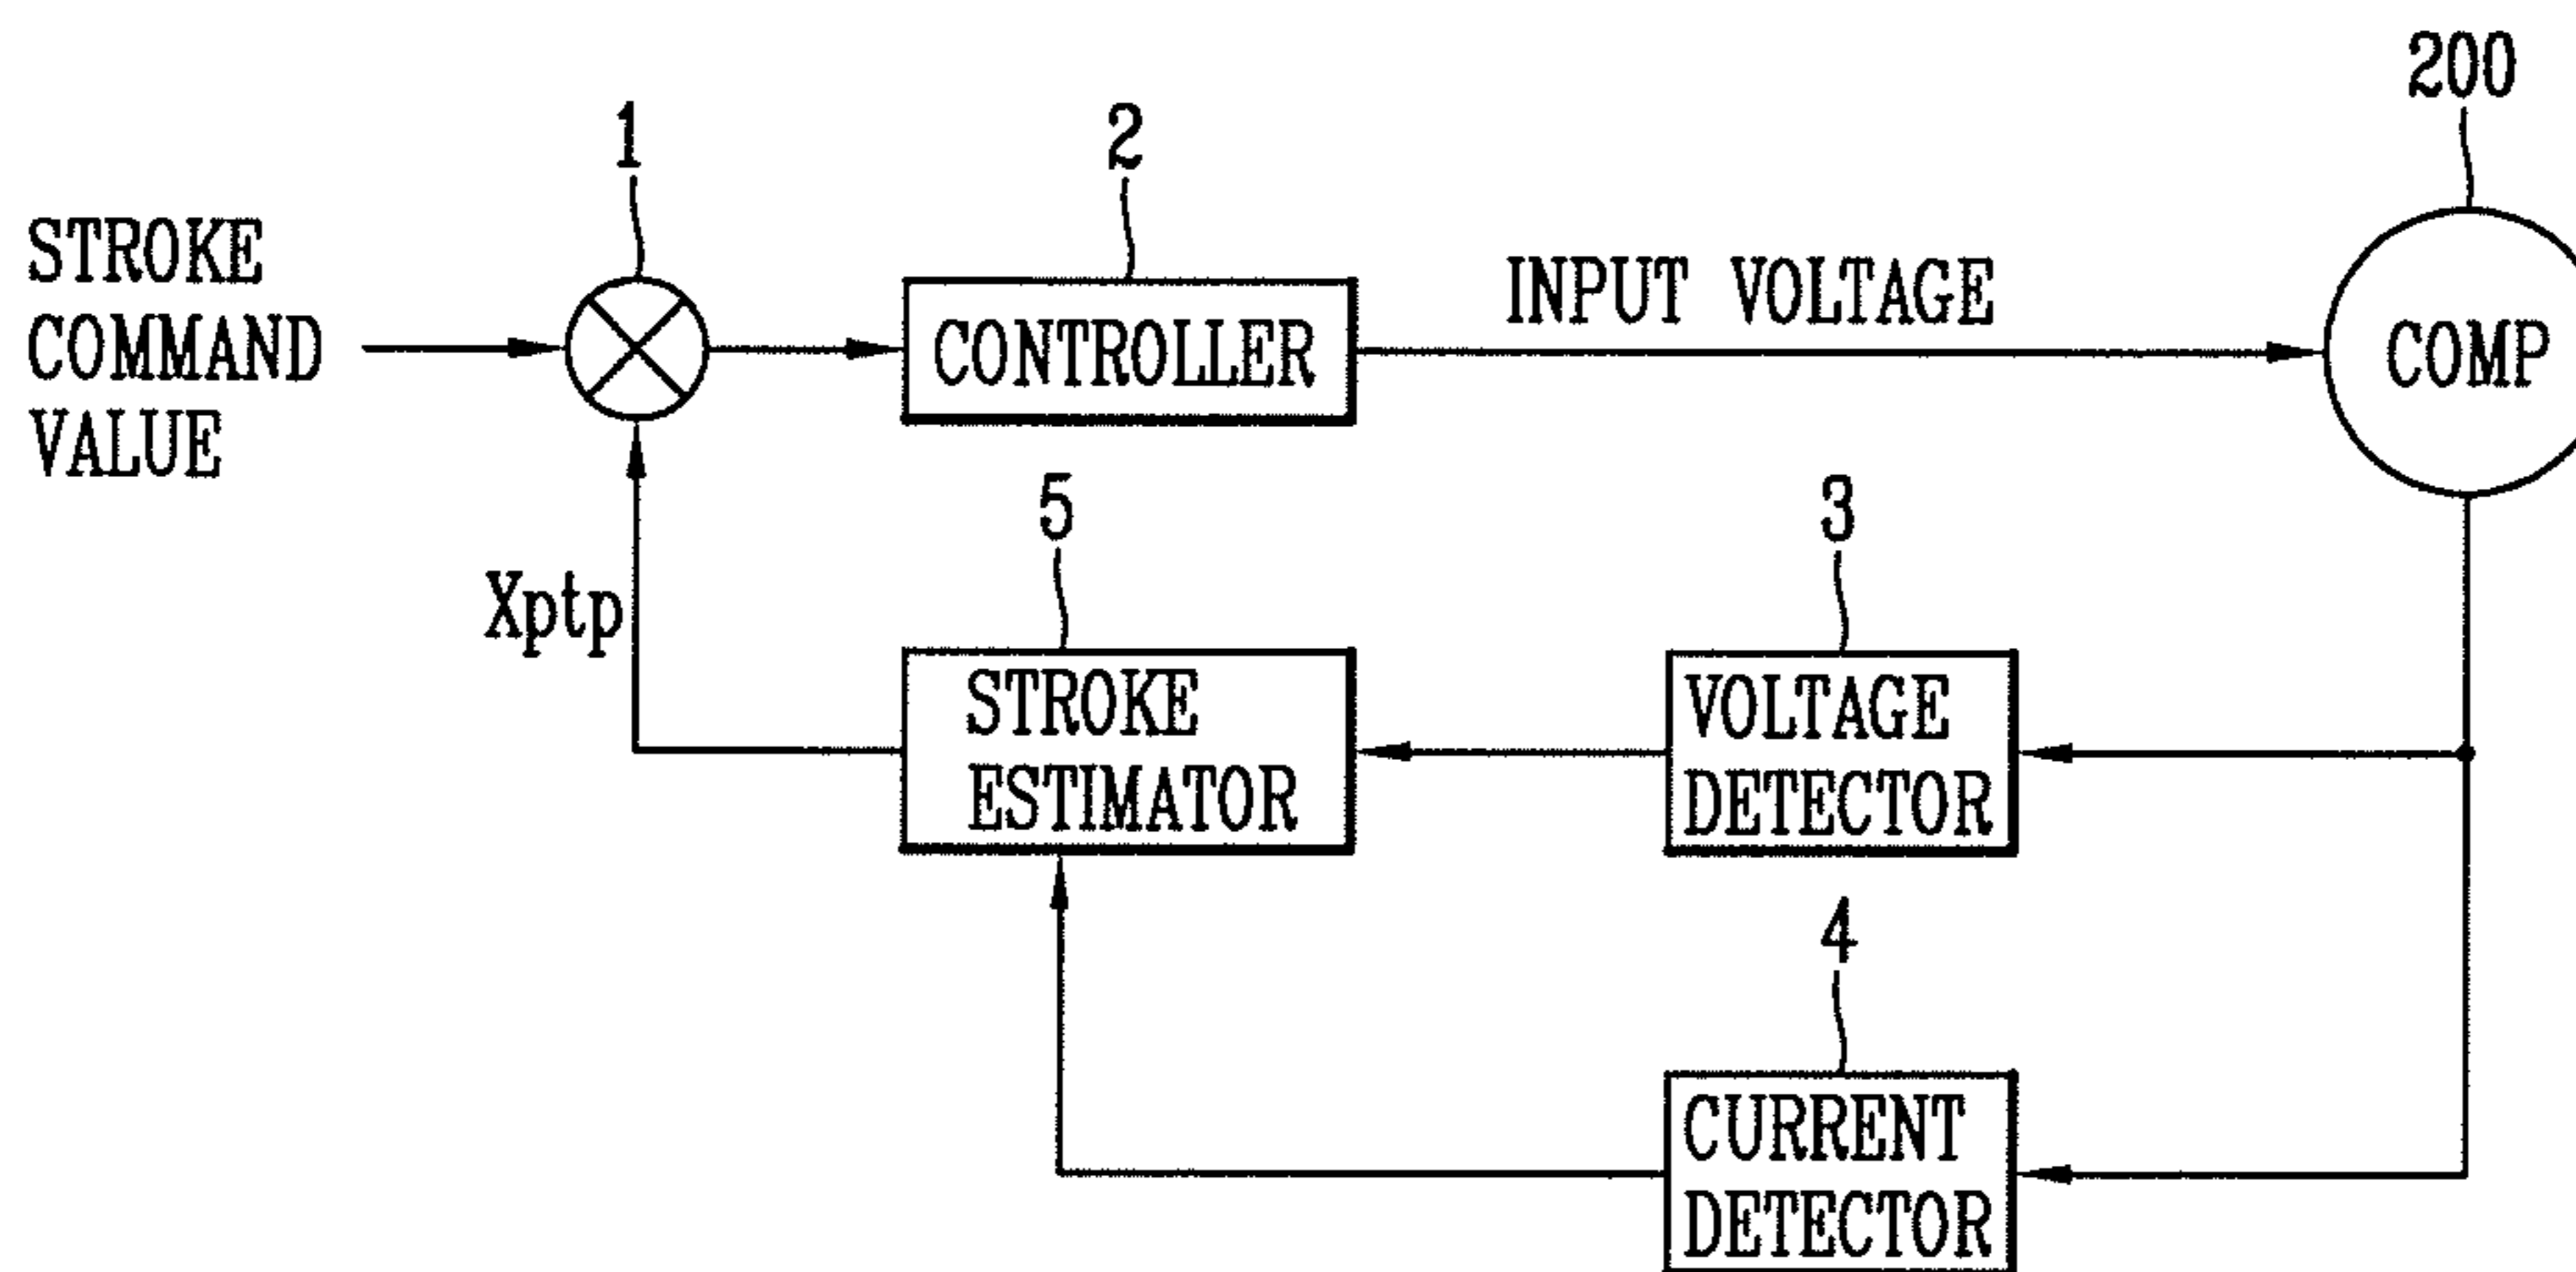 200
1
2
STROKE
COMMAND
VALUE
CONTROLLER
INPUT VOLTAGE
COMP
5
3
Xptp
STROKE
ESTIMATOR
VOLTAGE
DETECTOR
4
CURRENT
DETECTOR